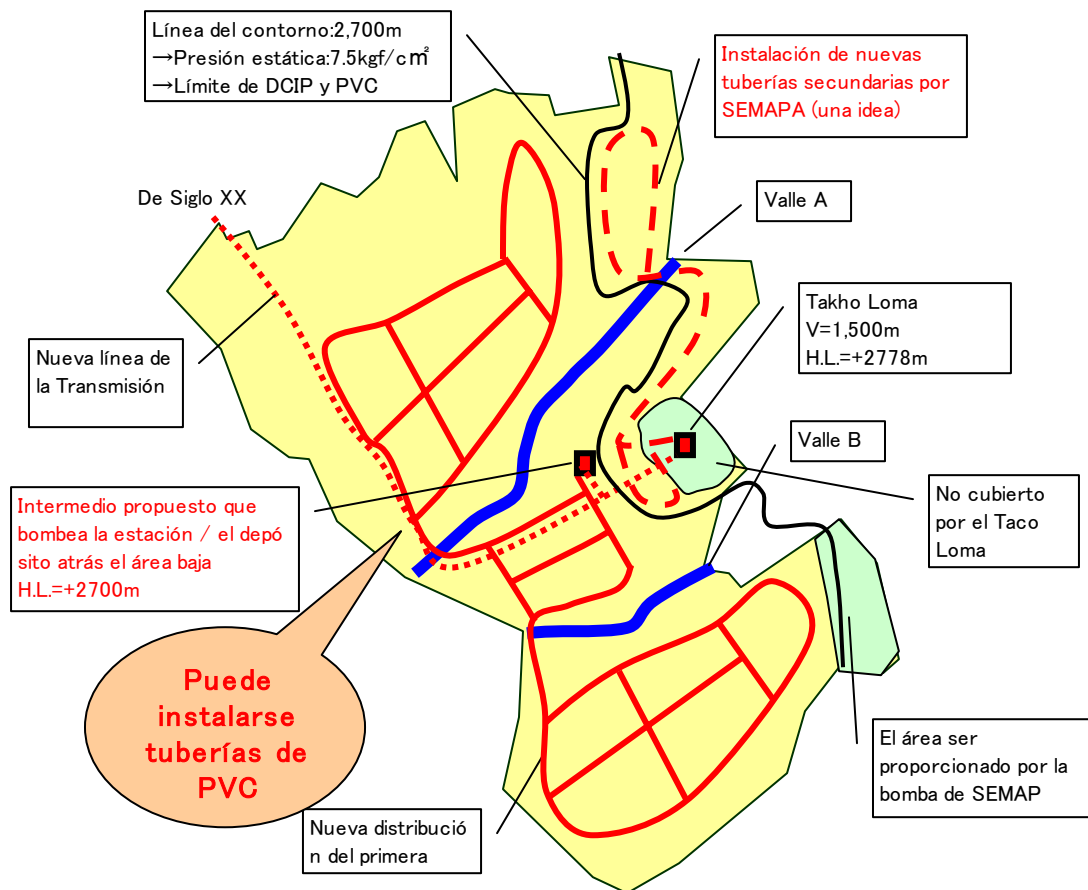 Línea del contorno:2,700m
→Presión estática:7.5kgf/c㎡
→Límite de DCIP y PVC
Instalación de nuevas
tuberías secundarias por
SEMAPA (una idea)
Valle A
De Siglo XX
Takho Loma
V=1,500m
H.L.=+2778m
Nueva línea de
la Transmisión
Valle B
No cubierto
por el Taco
Loma
Intermedio propuesto que
bombea la estación / el depó
sito atrás el área baja
H.L.=+2700m
Puede
instalarse
tuberías de
PVC
El área ser
proporcionado por la
bomba de SEMAP
Nueva distribució
n del primera